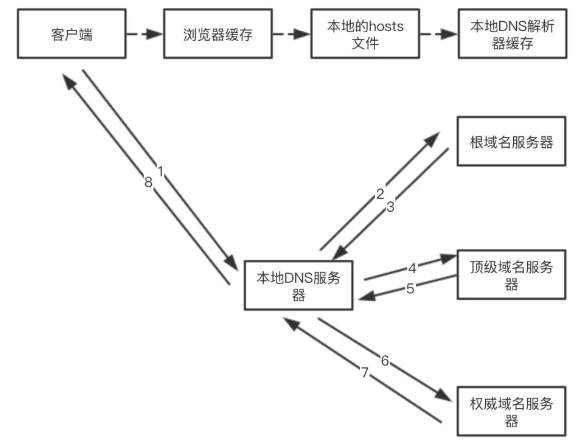 客户端
浏览器缓存
本地的hosts
文件
本地DNS解析
器缓存
根域名服务器
1
8
2
3
本地DNS服务
器
4
5
顶级域名服务
器
6
7
权威域名服务
器